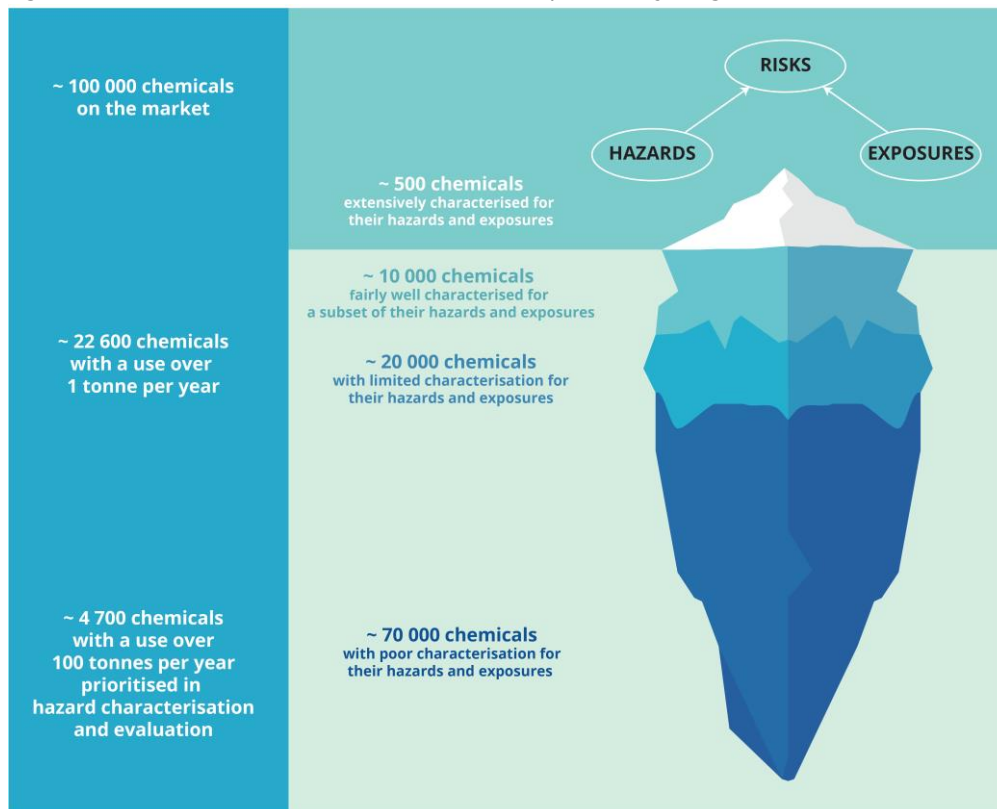 ~ 100 000 chemicals
on the market
~ 22 600 chemicals
with a use over
1 tonne per year
~ 4 700 chemicals
with a use over
100 tonnes per year
prioritised in
hazard characterisation
and evaluation
RISKS
HAZARDS
EXPOSURES
~ 500 chemicals
extensively characterised for
their hazards and exposures
~ 10 000 chemicals
fairly well characterised for
a subset of their hazards and exposures
~ 20 000 chemicals
with limited characterisation for
their hazards and exposures
~ 70 000 chemicals
with poor characterisation for
their hazards and exposures